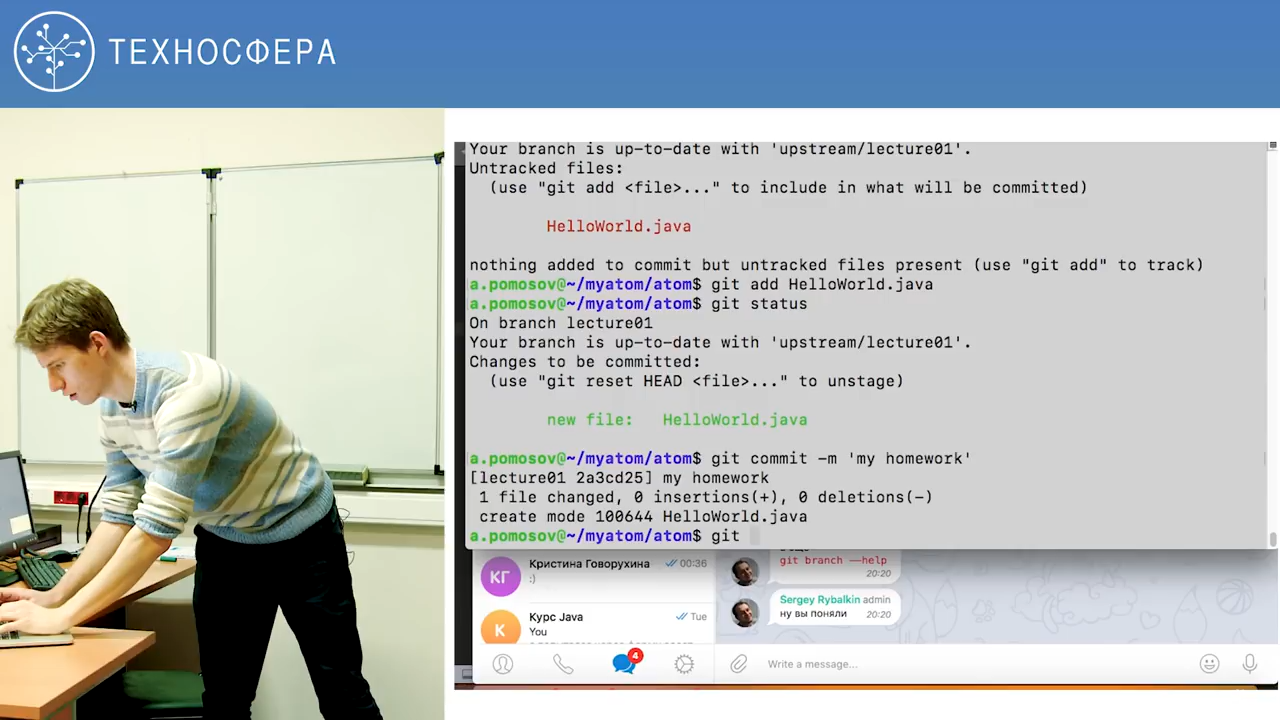 ТЕХНОСФЕРА
Your branch is up-to-date with 'upstream/lecture01'.
Untracked files:
(use "git add <file>..." to include in what will be committed)
HelloWorld.java
nothing added to commit but untracked files present (use "git add" to track)
a.pomosov@~/myatom/atom$ git add HelloWorld.java
a.pomosov@~/myatom/atom$ git status
On branch lecture01
Your branch is up-to-date with 'upstream/lecture01'.
Changes to be committed:
(use "git reset HEAD <file>..." to unstage)
new file:   HelloWorld.java
a.pomosov@~/myatom/atom$ git commit -m 'my homework'
[lecture01 2a3cd25] my homework
1 file changed, 0 insertions(+), 0 deletions(-)
create mode 100644 HelloWorld.java
a.pomosov@~/myatom/atom$ git
КГ
Кристина Говорухина 00:36
:)
К
Курс Java Tue
You
4
git branch --help
20:20
Sergey Rybalkin admin
ну вы поняли 20:20
Write a message...